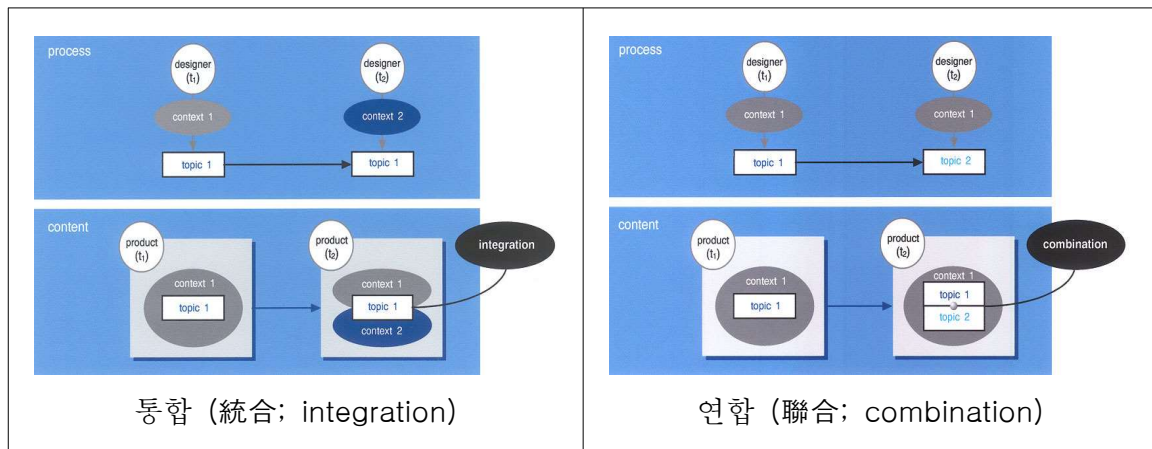 process
designer
(t₁)
designer
(t₂)
context 1
context 2
topic 1
topic 1
content
product
(t₁)
product
(t₂)
integration
context 1
context 1
topic 1
topic 1
context 2
통합 (統合; integration)
process
designer
(t₁)
designer
(t₂)
context 1
context 1
topic 1
topic 2
content
product
(t₁)
product
(t₂)
combination
context 1
context 1
topic 1
topic 1
topic 2
연합 (聯合; combination)